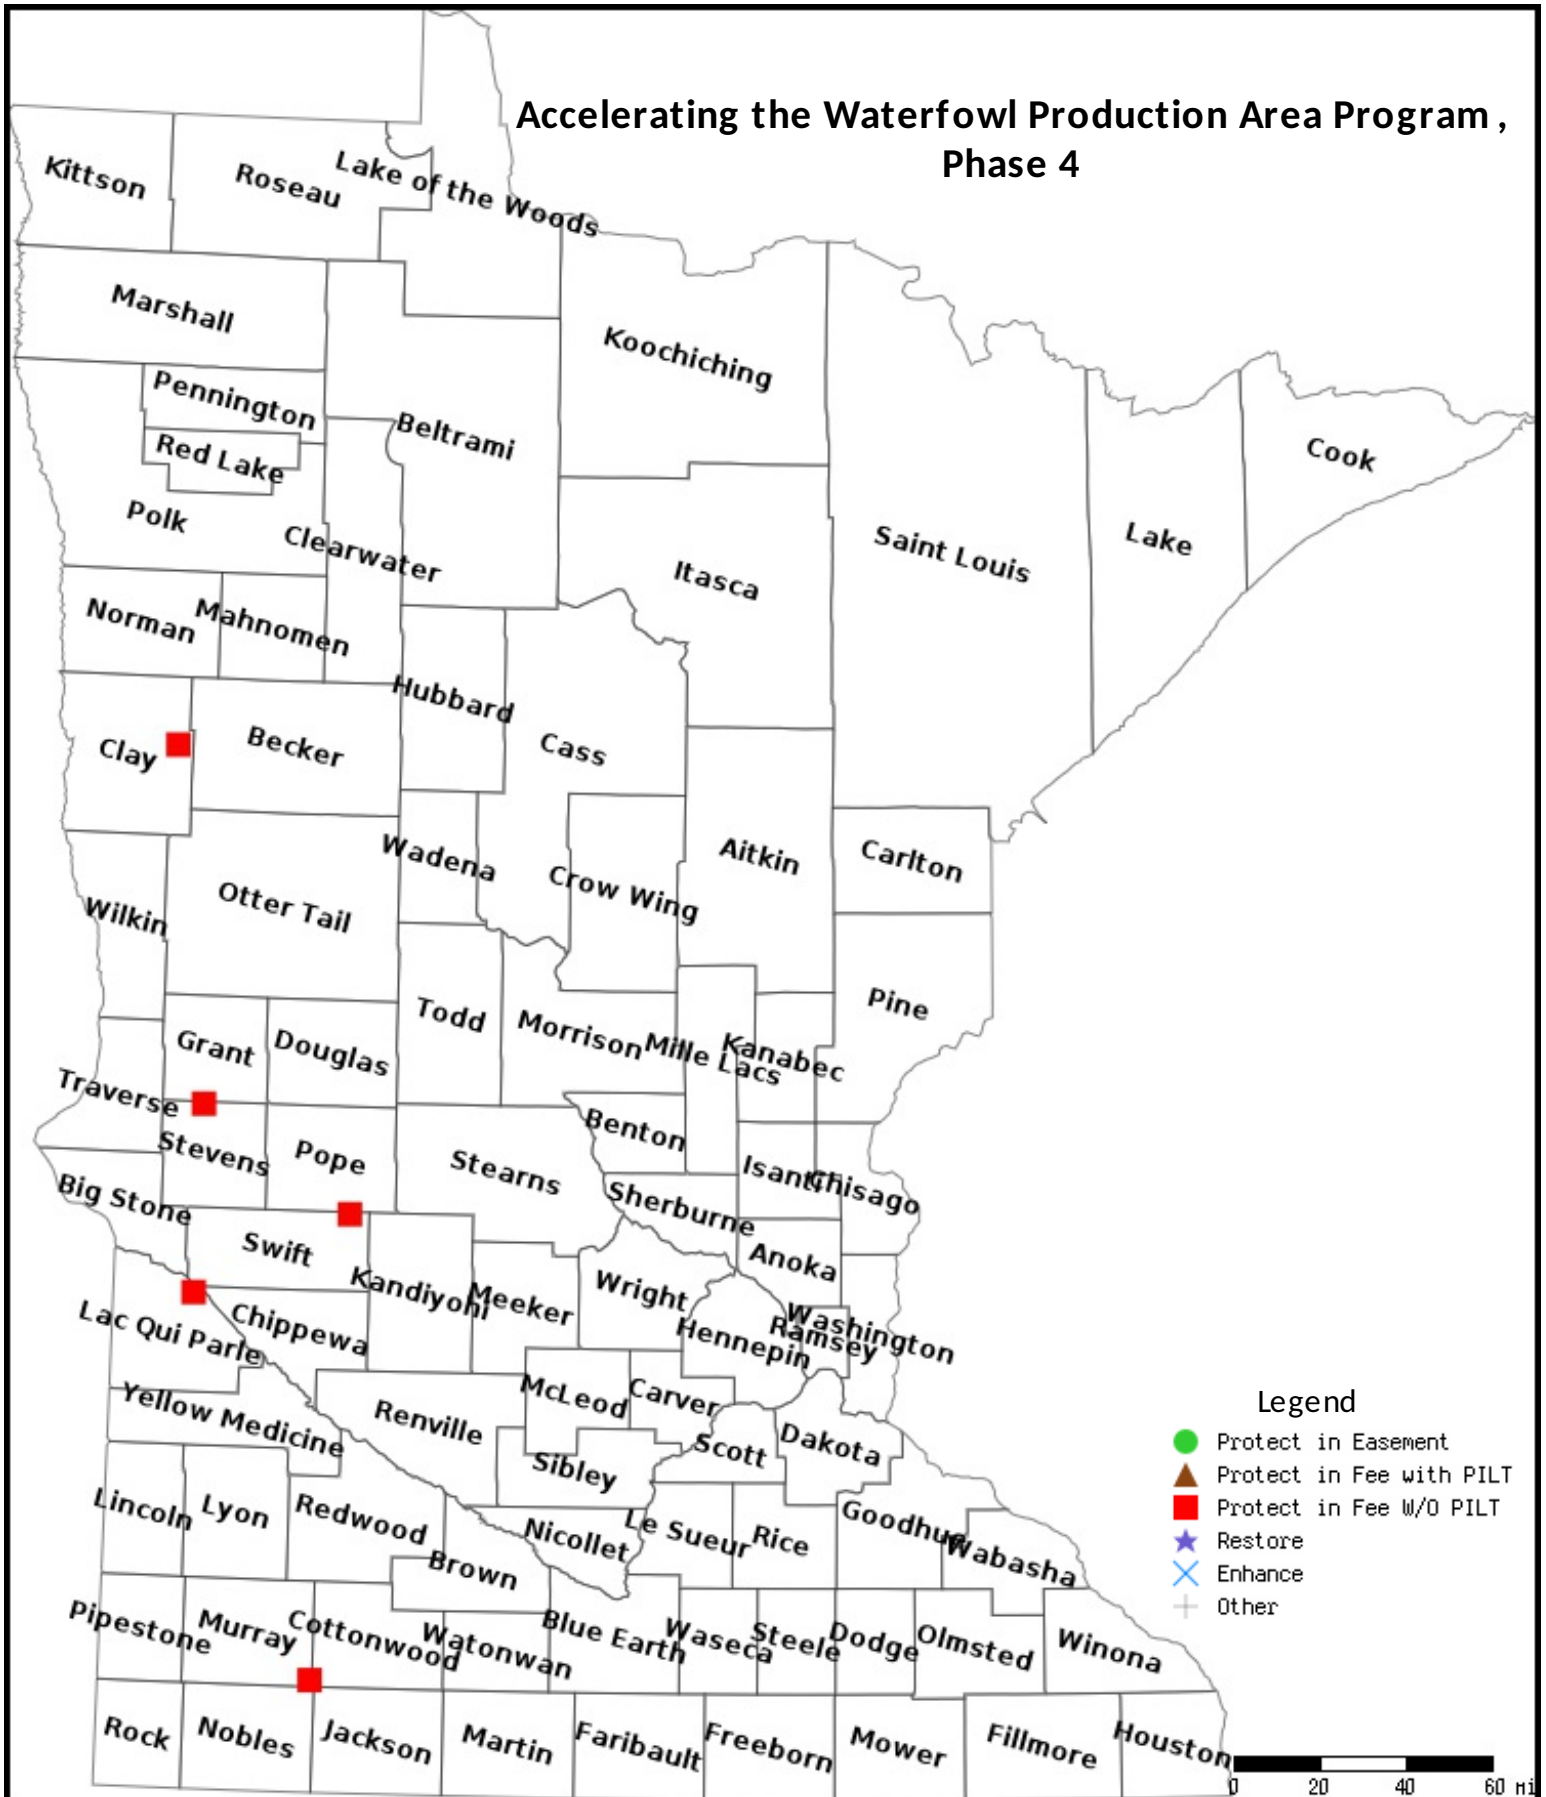 Accelerating the Waterfowl Production Area Program ,
Phase 4
Kittson
Roseau
Lake of the Woods
Marshall
Koochiching
Pennington
Beltrami
Red Lake
Cook
Polk
Clearwater
Saint Louis
Lake
Itasca
Norman
Mahnomen
Hubbard
Clay
Becker
Cass
Wadena
Aitkin
Carlton
Crow Wing
Otter Tail
Wilkin
Todd
Morrison
Pine
Grant
Douglas
Mille Lacs
Kanabec
Traverse
Stevens
Pope
Benton
Stearns
Isanti
Chisago
Big Stone
Sherburne
Swift
Anoka
Kandiyohi
Meeker
Wright
Washington
Ramsey
Hennepin
Lac Qui Parle
Chippewa
McLeod
Carver
Yellow Medicine
Renville
Scott
Dakota
Sibley
Lincoln
Lyon
Redwood
Nicollet
Le Sueur
Rice
Goodhue
Wabasha
Brown
Pipestone
Murray
Cottonwood
Watonwan
Blue Earth
Waseca
Steele
Dodge
Olmsted
Winona
Rock
Nobles
Jackson
Martin
Faribault
Freeborn
Mower
Fillmore
Houston
Legend
Protect in Easement
Protect in Fee with PILT
Protect in Fee W/O PILT
Restore
Enhance
Other
0 20 40 60 mi